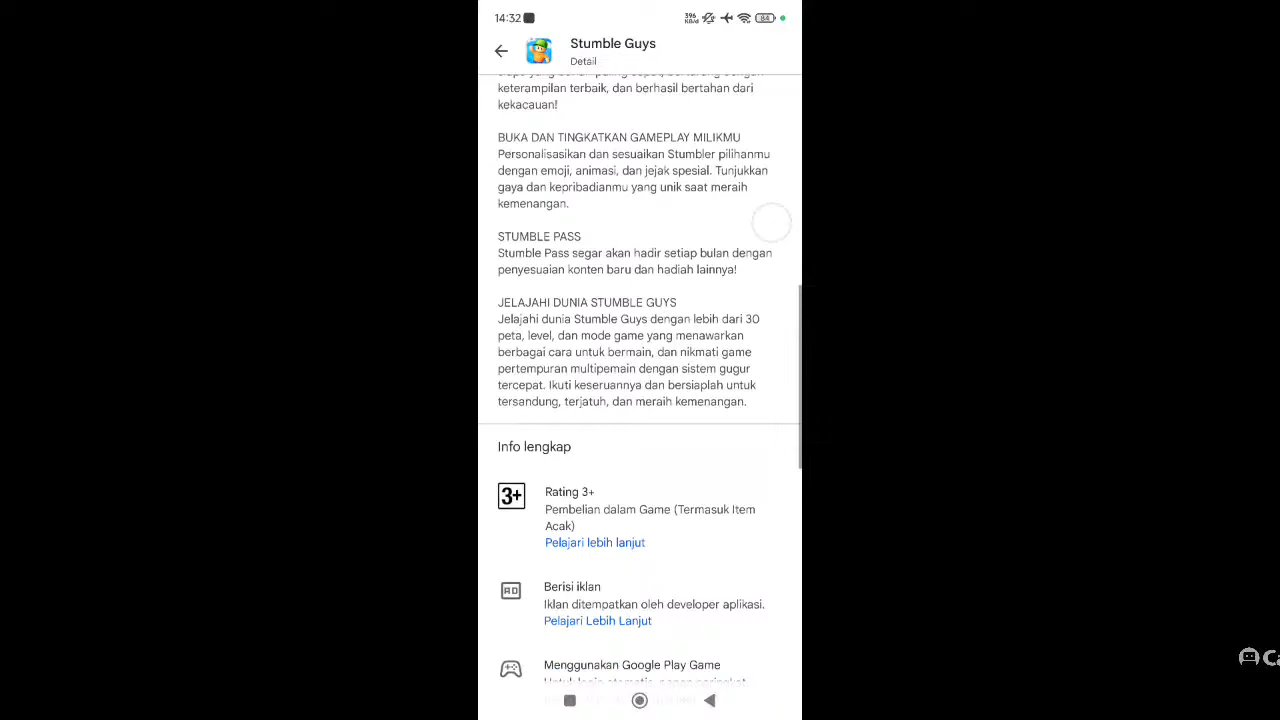 14:32
396
KB/d
84
Stumble Guys
Detail
keterampilan terbaik, dan berhasil bertahan dari
kekacauan!
BUKA DAN TINGKATKAN GAMEPLAY MILIKMU
Personalisasikan dan sesuaikan Stumbler pilihanmu
dengan emoji, animasi, dan jejak spesial. Tunjukkan
gaya dan kepribadianmu yang unik saat meraih
kemenangan.
STUMBLE PASS
Stumble Pass segar akan hadir setiap bulan dengan
penyesuaian konten baru dan hadiah lainnya!
JELAJAHI DUNIA STUMBLE GUYS
Jelajahi dunia Stumble Guys dengan lebih dari 30
peta, level, dan mode game yang menawarkan
berbagai cara untuk bermain, dan nikmati game
pertempuran multipemain dengan sistem gugur
tercepat. Ikuti keseruannya dan bersiaplah untuk
tersandung, terjatuh, dan meraih kemenangan.
Info lengkap
3+
Rating 3+
Pembelian dalam Game (Termasuk Item
Acak)
Pelajari lebih lanjut
AD
Berisi iklan
Iklan ditempatkan oleh developer aplikasi.
Pelajari Lebih Lanjut
Menggunakan Google Play Game
Ca